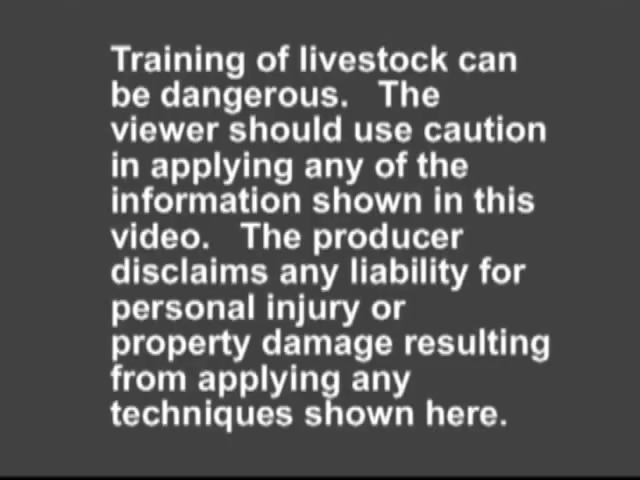 Training of livestock can
be dangerous.   The
viewer should use caution
in applying any of the
information shown in this
video.   The producer
disclaims any liability for
personal injury or
property damage resulting
from applying any
techniques shown here.